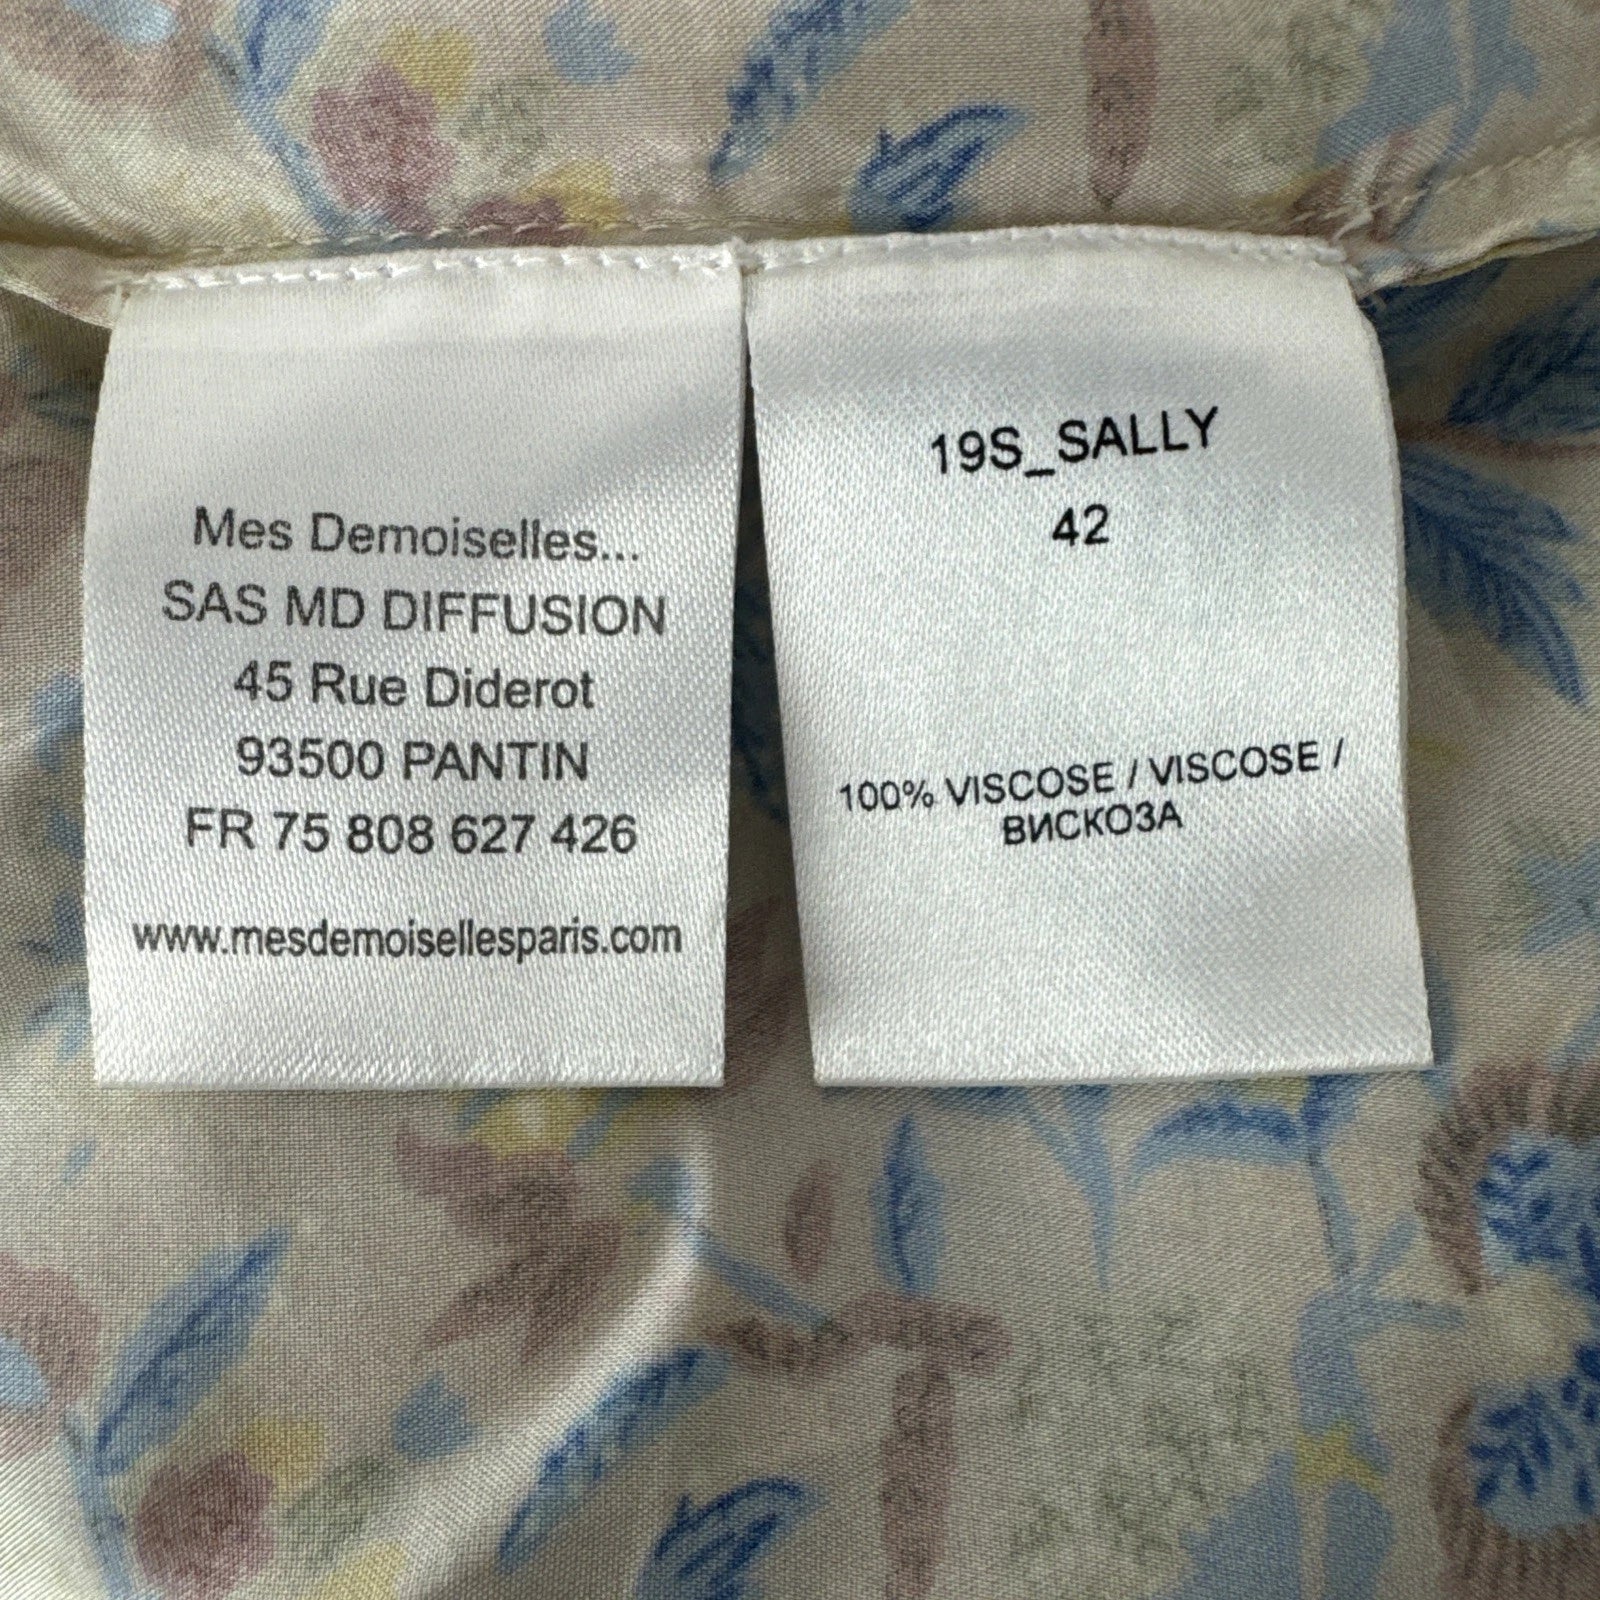 Mes Demoiselles...
SAS MD DIFFUSION
45 Rue Diderot
93500 PANTIN
FR 75 808 627 426
www.mesdemoisellesparis.com
19S_SALLY
42
100% VISCOSE / VISCOSE /
ВИСКОЗА